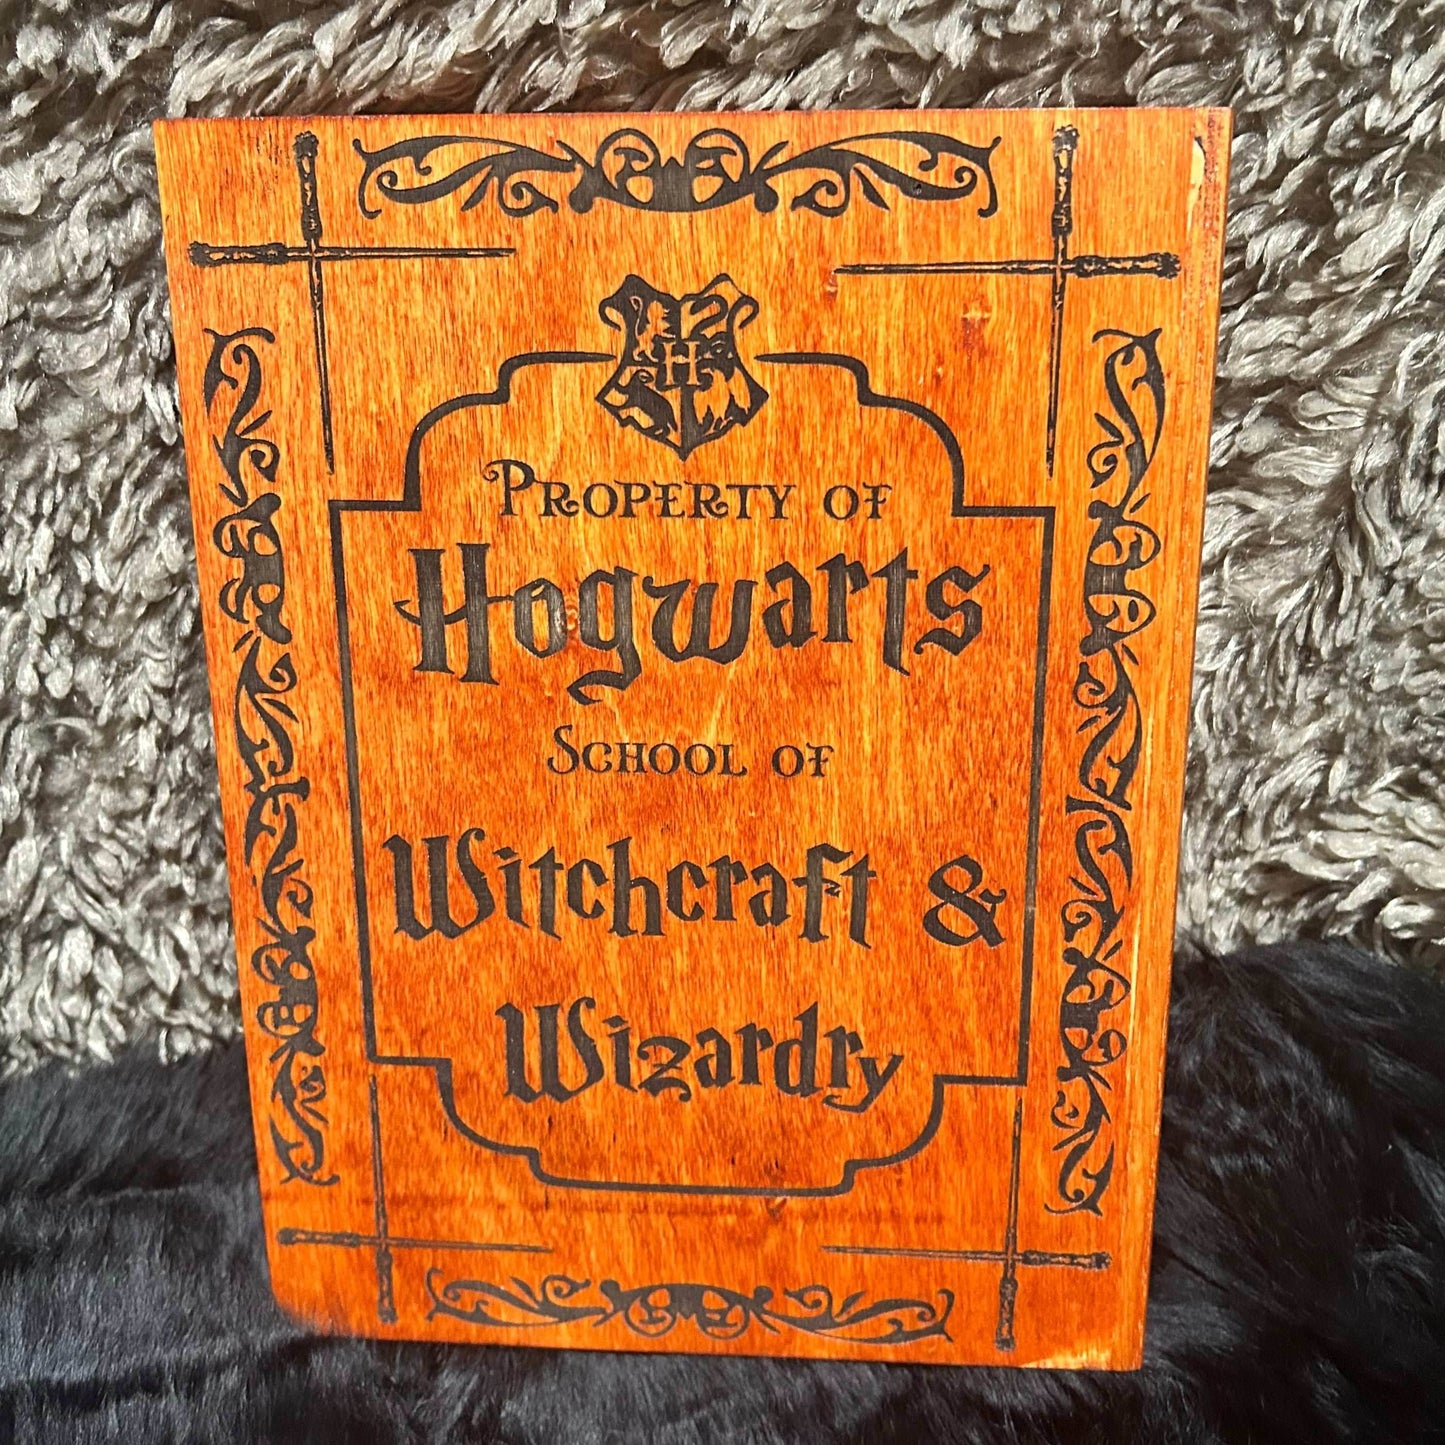 H
Property of
Hogwarts
School of
Witchcraft &
Wizardry